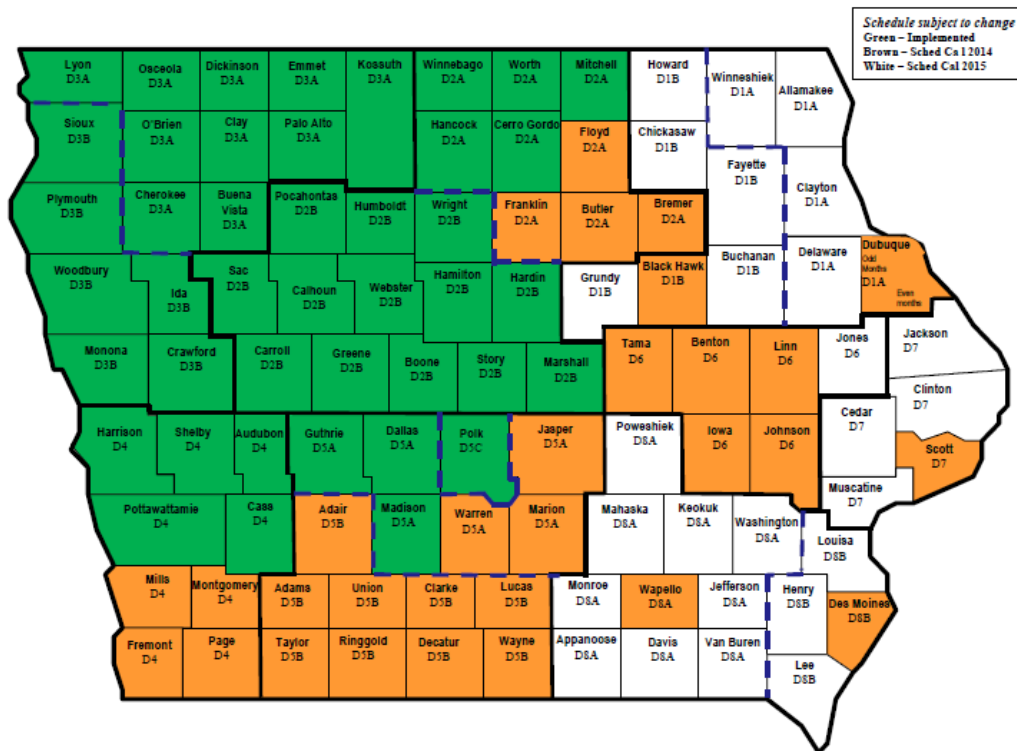 Schedule subject to change
Green – Implemented
Brown – Sched Cal 2014
White – Sched Cal 2015
Lyon
D3A
Osceola
D3A
Dickinson
D3A
Emmet
D3A
Kossuth
D3A
Winnebago
D2A
Worth
D2A
Mitchell
D2A
Howard
D1B
Winneshiek
D1A
Allamakee
D1A
Sioux
D3B
O'Brien
D3A
Clay
D3A
Palo Alto
D3A
Hancock
D2A
Cerro Gordo
D2A
Floyd
D2A
Chickasaw
D1B
Fayette
D1B
Clayton
D1A
Plymouth
D3B
Cherokee
D3A
Buena
Vista
D3A
Pocahontas
D2B
Humboldt
D2B
Wright
D2B
Franklin
D2A
Butler
D2A
Bremer
D2A
Woodbury
D3B
Ida
D3B
Sac
D2B
Calhoun
D2B
Webster
D2B
Hamilton
D2B
Hardin
D2B
Grundy
D1B
Black Hawk
D1B
Buchanan
D1B
Delaware
D1A
Dubuque
Odd
Months
D1A
Even
months
Monona
D3B
Crawford
D3B
Carroll
D2B
Greene
D2B
Boone
D2B
Story
D2B
Marshall
D2B
Tama
D6
Benton
D6
Linn
D6
Jones
D6
Jackson
D7
Clinton
D7
Harrison
D4
Shelby
D4
Audubon
D4
Guthrie
D5A
Dallas
D5A
Polk
D5C
Jasper
D5A
Poweshiek
D8A
Iowa
D6
Johnson
D6
Cedar
D7
Scott
D7
Muscatine
D7
Pottawattamie
D4
Cass
D4
Adair
D5B
Madison
D5A
Warren
D5A
Marion
D5A
Mahaska
D8A
Keokuk
D8A
Washington
D8A
Louisa
D8B
Mills
D4
Montgomery
D4
Adams
D5B
Union
D5B
Clarke
D5B
Lucas
D5B
Monroe
D8A
Wapello
D8A
Jefferson
D8A
Henry
D8B
Des Moines
D8B
Fremont
D4
Page
D4
Taylor
D5B
Ringgold
D5B
Decatur
D5B
Wayne
D5B
Appanoose
D8A
Davis
D8A
Van Buren
D8A
Lee
D8B